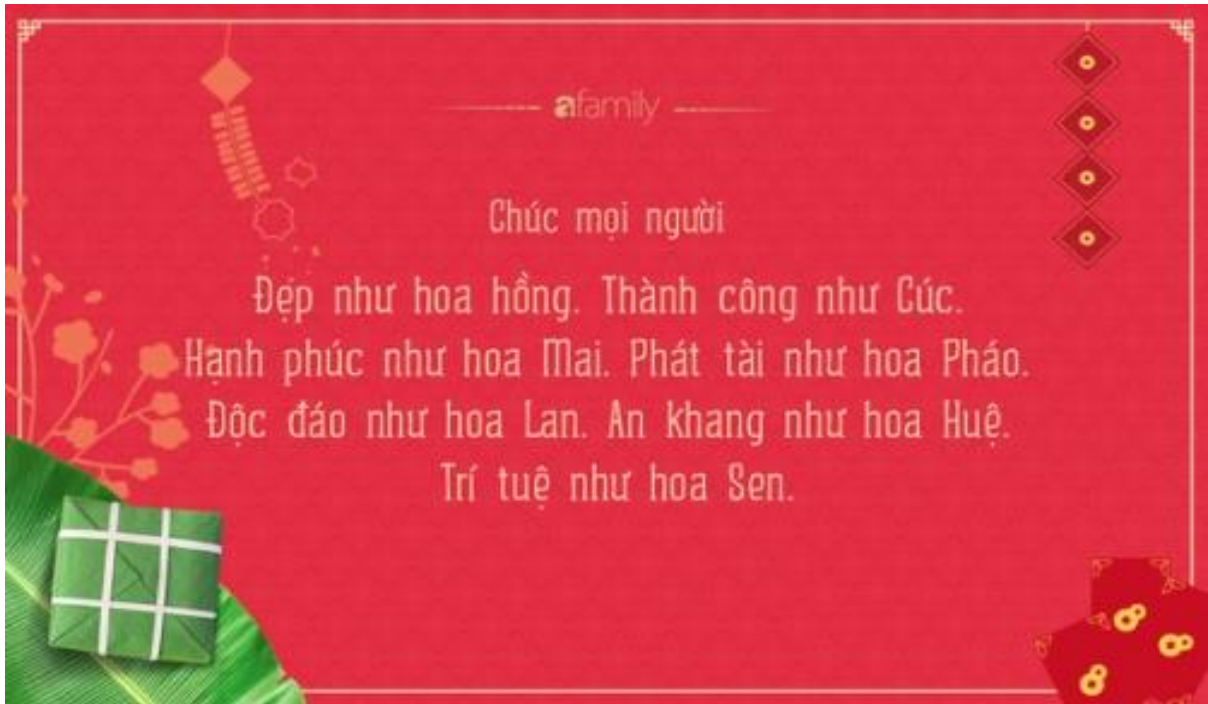 afamily
Chúc mọi người
Đẹp như hoa hồng. Thành công như Cúc.
Hạnh phúc như hoa Mai. Phát tài như hoa Pháo.
Độc đáo như hoa Lan. An khang như hoa Huệ.
Trí tuệ như hoa Sen.